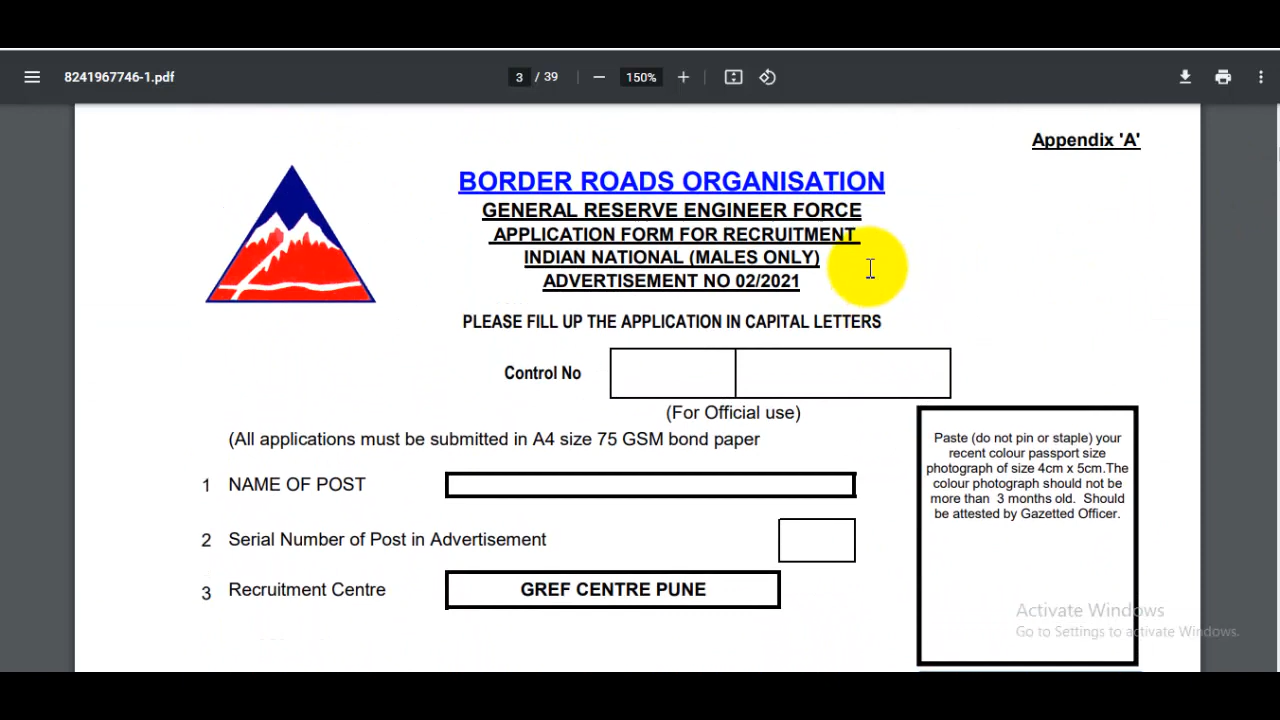 8241967746-1.pdf
3 / 39
150%
Appendix 'A'
BORDER ROADS ORGANISATION
GENERAL RESERVE ENGINEER FORCE
APPLICATION FORM FOR RECRUITMENT
INDIAN NATIONAL (MALES ONLY)
ADVERTISEMENT NO 02/2021
PLEASE FILL UP THE APPLICATION IN CAPITAL LETTERS
Control No
(For Official use)
(All applications must be submitted in A4 size 75 GSM bond paper
1 NAME OF POST
2 Serial Number of Post in Advertisement
3 Recruitment Centre
GREF CENTRE PUNE
Paste (do not pin or staple) your
recent colour passport size
photograph of size 4cm x 5cm.The
colour photograph should not be
more than 3 months old. Should
be attested by Gazetted Officer.
Activate Windows
Go to Settings to activate Windows.